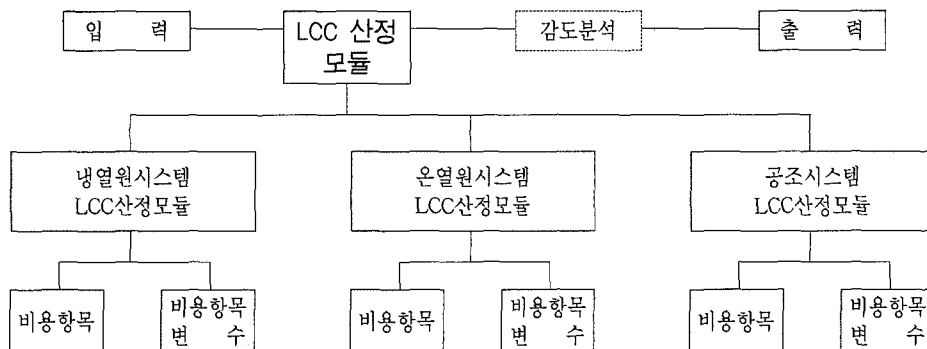 입 력
LCC 산정
모듈
감도분석
출 력
냉열원시스템
LCC산정모듈
온열원시스템
LCC산정모듈
공조시스템
LCC산정모듈
비용항목
비용항목
변 수
비용항목
비용항목
변 수
비용항목
비용항목
변 수